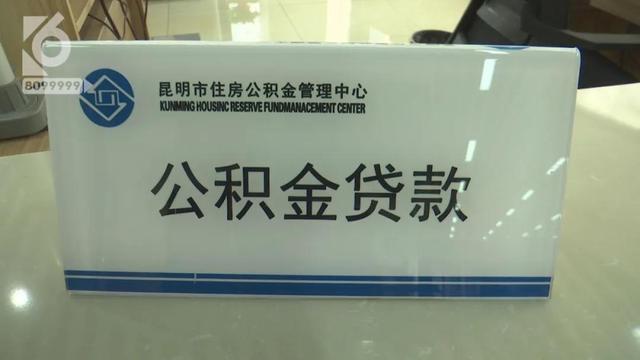 K6
8099999
昆明市住房公积金管理中心
KUNMING HOUSINC RESERVE FUNDMANACEMENT CENTER
公积金贷款